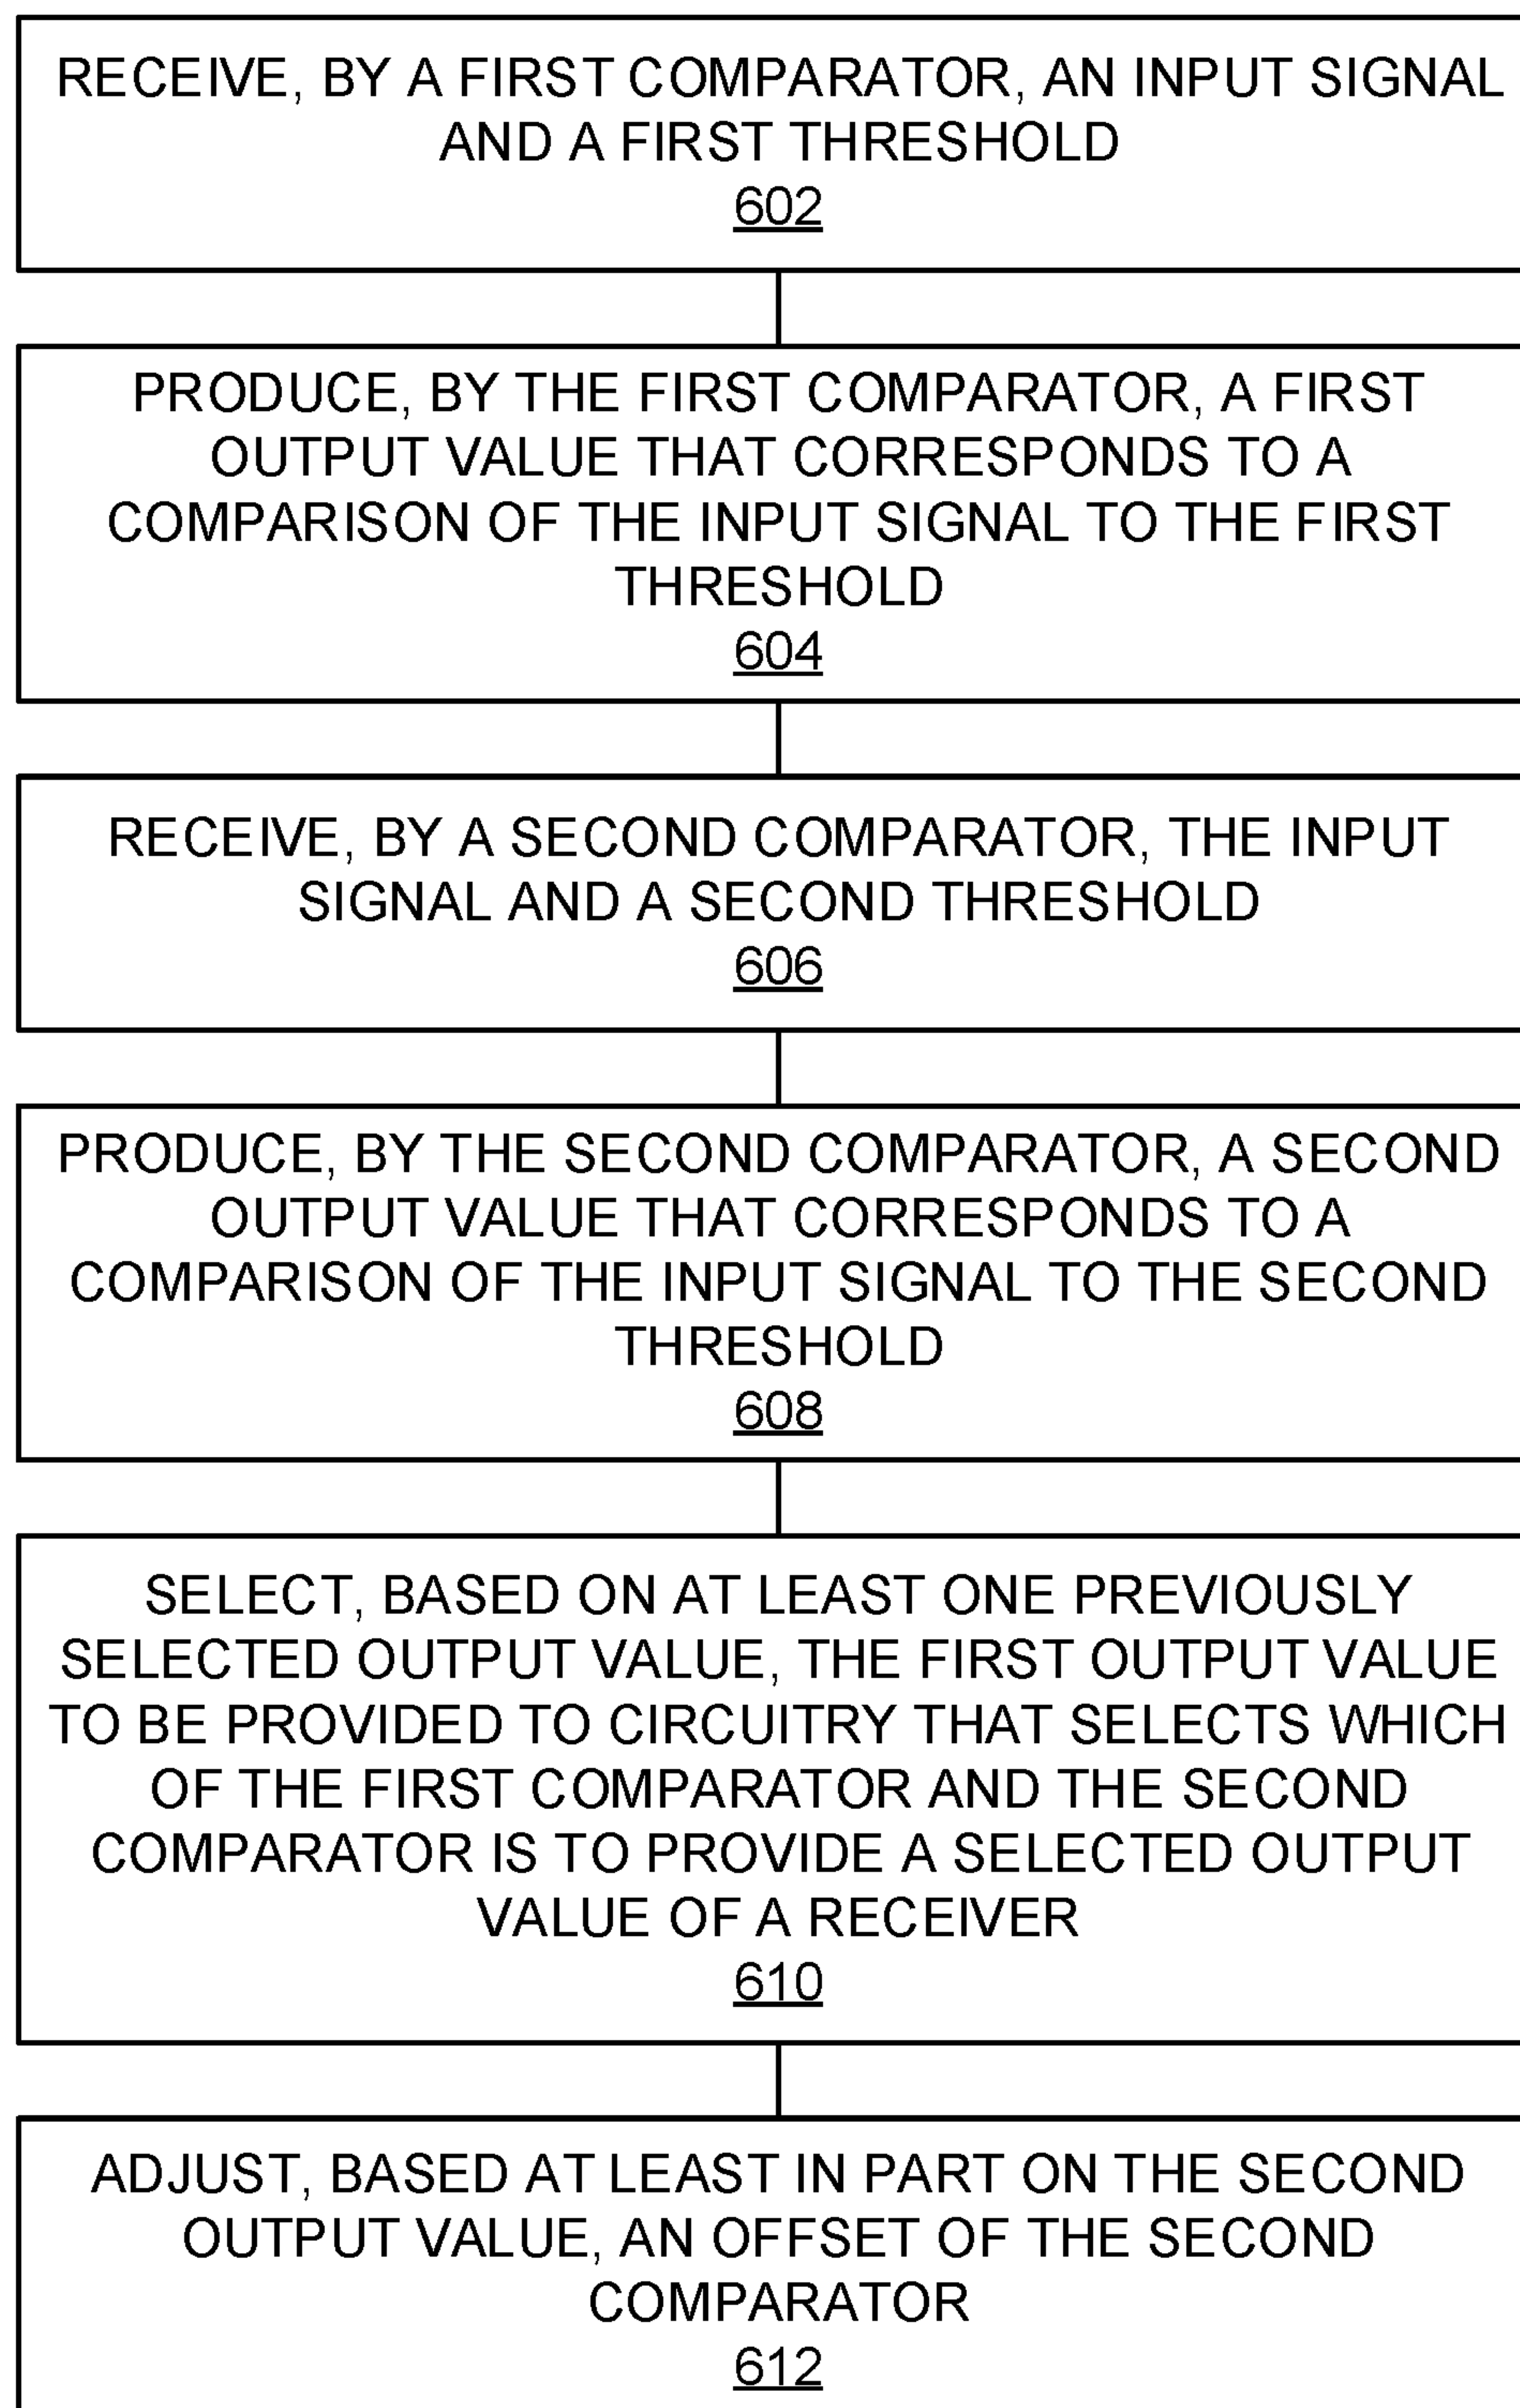 RECEIVE, BY A FIRST COMPARATOR, AN INPUT SIGNAL
AND A FIRST THRESHOLD
602
PRODUCE, BY THE FIRST COMPARATOR, A FIRST
OUTPUT VALUE THAT CORRESPONDS TO A
COMPARISON OF THE INPUT SIGNAL TO THE FIRST
THRESHOLD
604
RECEIVE, BY A SECOND COMPARATOR, THE INPUT
SIGNAL AND A SECOND THRESHOLD
606
PRODUCE, BY THE SECOND COMPARATOR, A SECOND
OUTPUT VALUE THAT CORRESPONDS TO A
COMPARISON OF THE INPUT SIGNAL TO THE SECOND
THRESHOLD
608
SELECT, BASED ON AT LEAST ONE PREVIOUSLY
SELECTED OUTPUT VALUE, THE FIRST OUTPUT VALUE
TO BE PROVIDED TO CIRCUITRY THAT SELECTS WHICH
OF THE FIRST COMPARATOR AND THE SECOND
COMPARATOR IS TO PROVIDE A SELECTED OUTPUT
VALUE OF A RECEIVER
610
ADJUST, BASED AT LEAST IN PART ON THE SECOND
OUTPUT VALUE, AN OFFSET OF THE SECOND
COMPARATOR
612